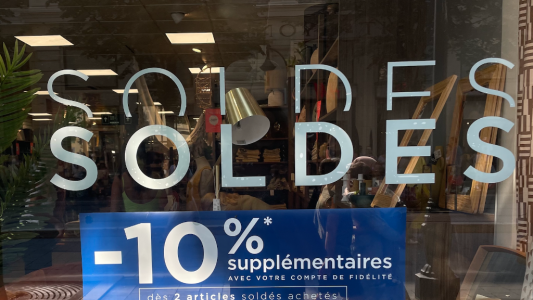 SOLDES
SOLDES
-10%*
supplémentaires
AVEC VOTRE COMPTE DE FIDÉLITÉ
dès 2 articles soldés achetés